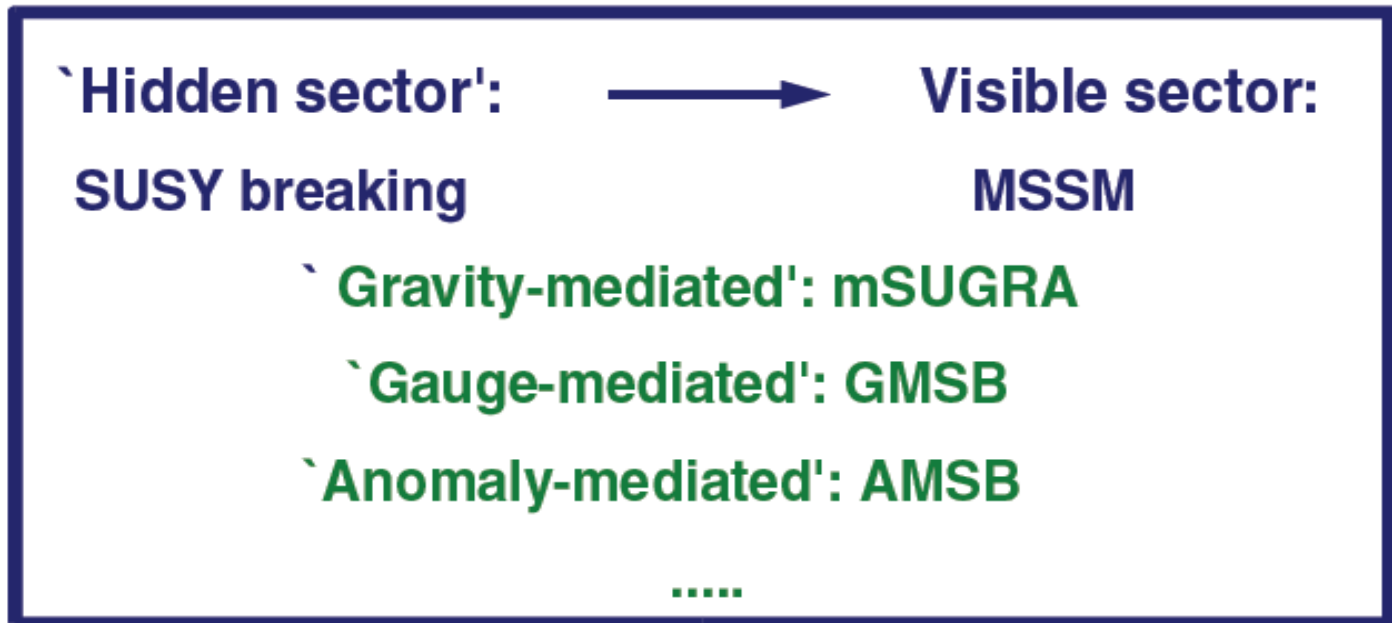 `Hidden sector': Visible sector:
SUSY breaking MSSM
` Gravity-mediated': mSUGRA
`Gauge-mediated': GMSB
`Anomaly-mediated': AMSB
.....